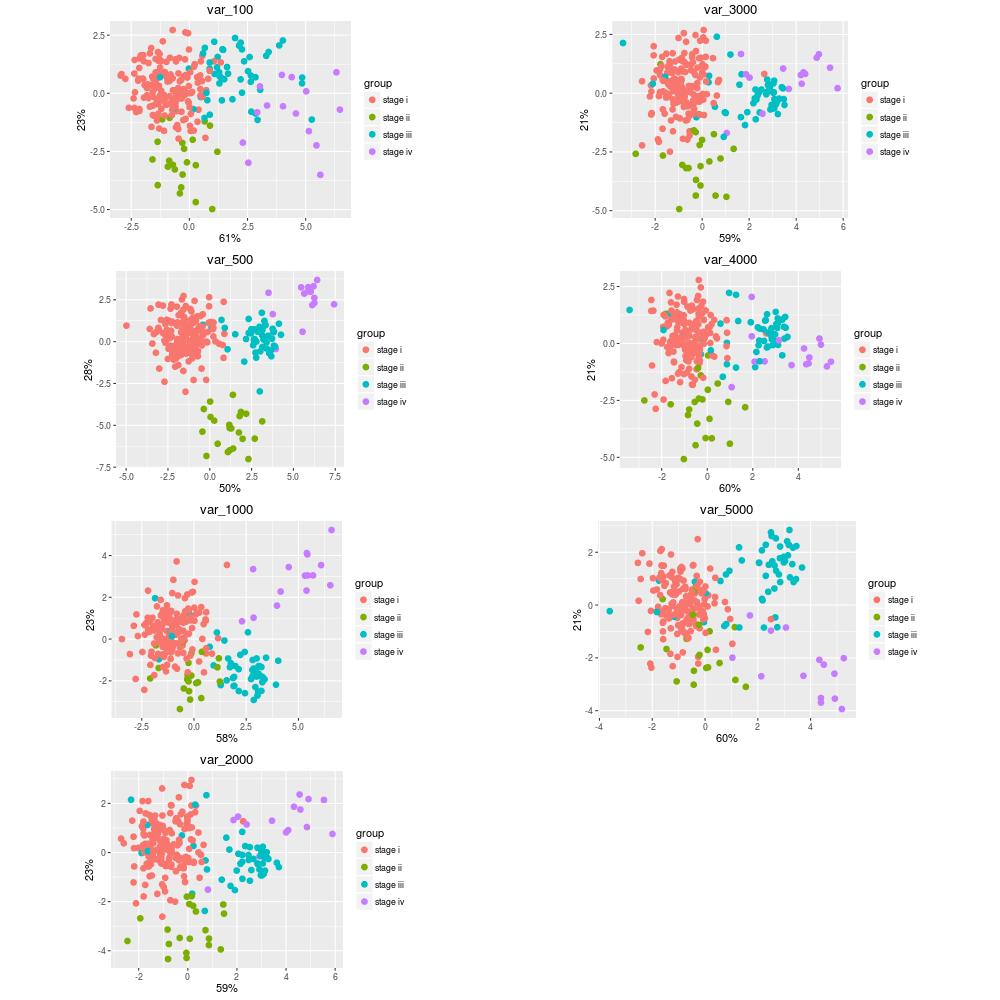 var_100
2.5
0.0
-2.5
-5.0
23%
-2.5 0.0 2.5 5.0
61%
group
stage i
stage ii
stage iii
stage iv
var_3000
2.5
0.0
-2.5
-5.0
21%
-2 0 2 4 6
59%
group
stage i
stage ii
stage iii
stage iv
var_500
2.5
0.0
-2.5
-5.0
-7.5
28%
-5.0 -2.5 0.0 2.5 5.0 7.5
50%
group
stage i
stage ii
stage iii
stage iv
var_4000
2.5
0.0
-2.5
-5.0
21%
-2 0 2 4
60%
group
stage i
stage ii
stage iii
stage iv
var_1000
4
2
0
-2
23%
-2.5 0.0 2.5 5.0
58%
group
stage i
stage ii
stage iii
stage iv
var_5000
2
0
-2
-4
21%
-4 -2 0 2 4
60%
group
stage i
stage ii
stage iii
stage iv
var_2000
2
0
-2
-4
23%
-2 0 2 4 6
59%
group
stage i
stage ii
stage iii
stage iv